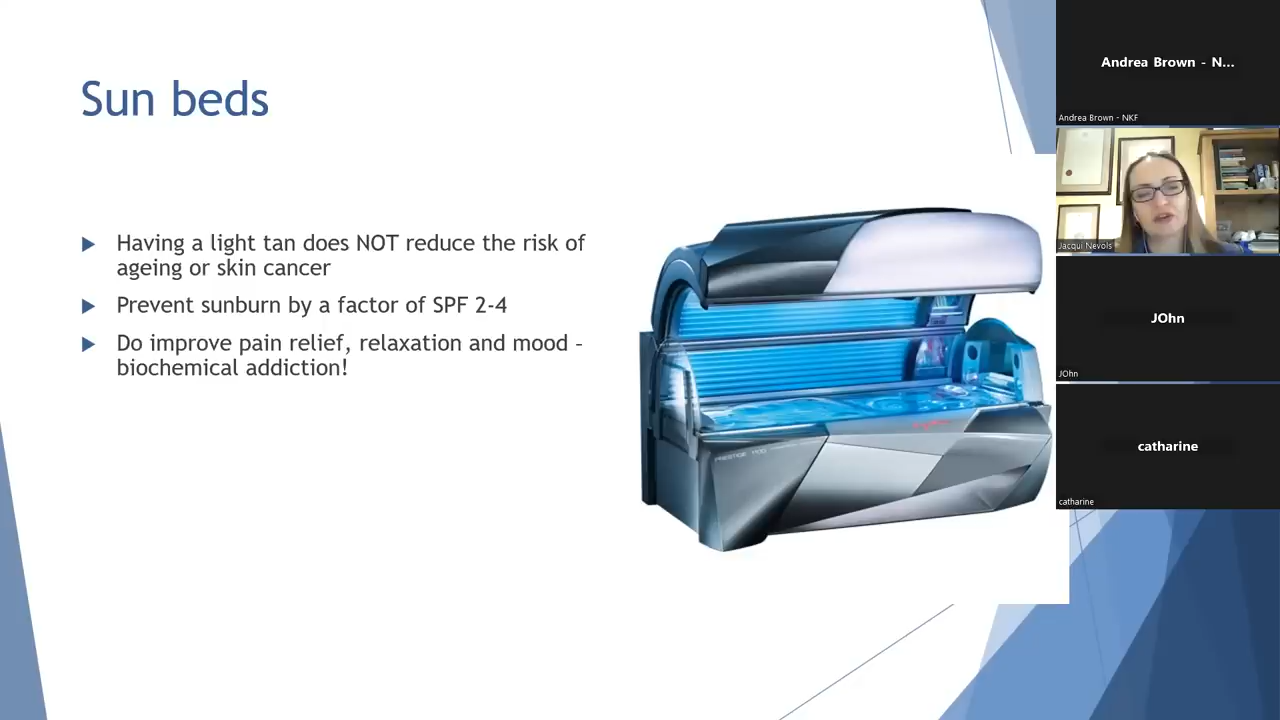 Sun beds
Having a light tan does NOT reduce the risk of
ageing or skin cancer
Prevent sunburn by a factor of SPF 2-4
Do improve pain relief, relaxation and mood –
biochemical addiction!
PRESTIGE
Andrea Brown - N...
Andrea Brown - NKF
Jacqui Nevols
JOhn
JOhn
catharine
catharine